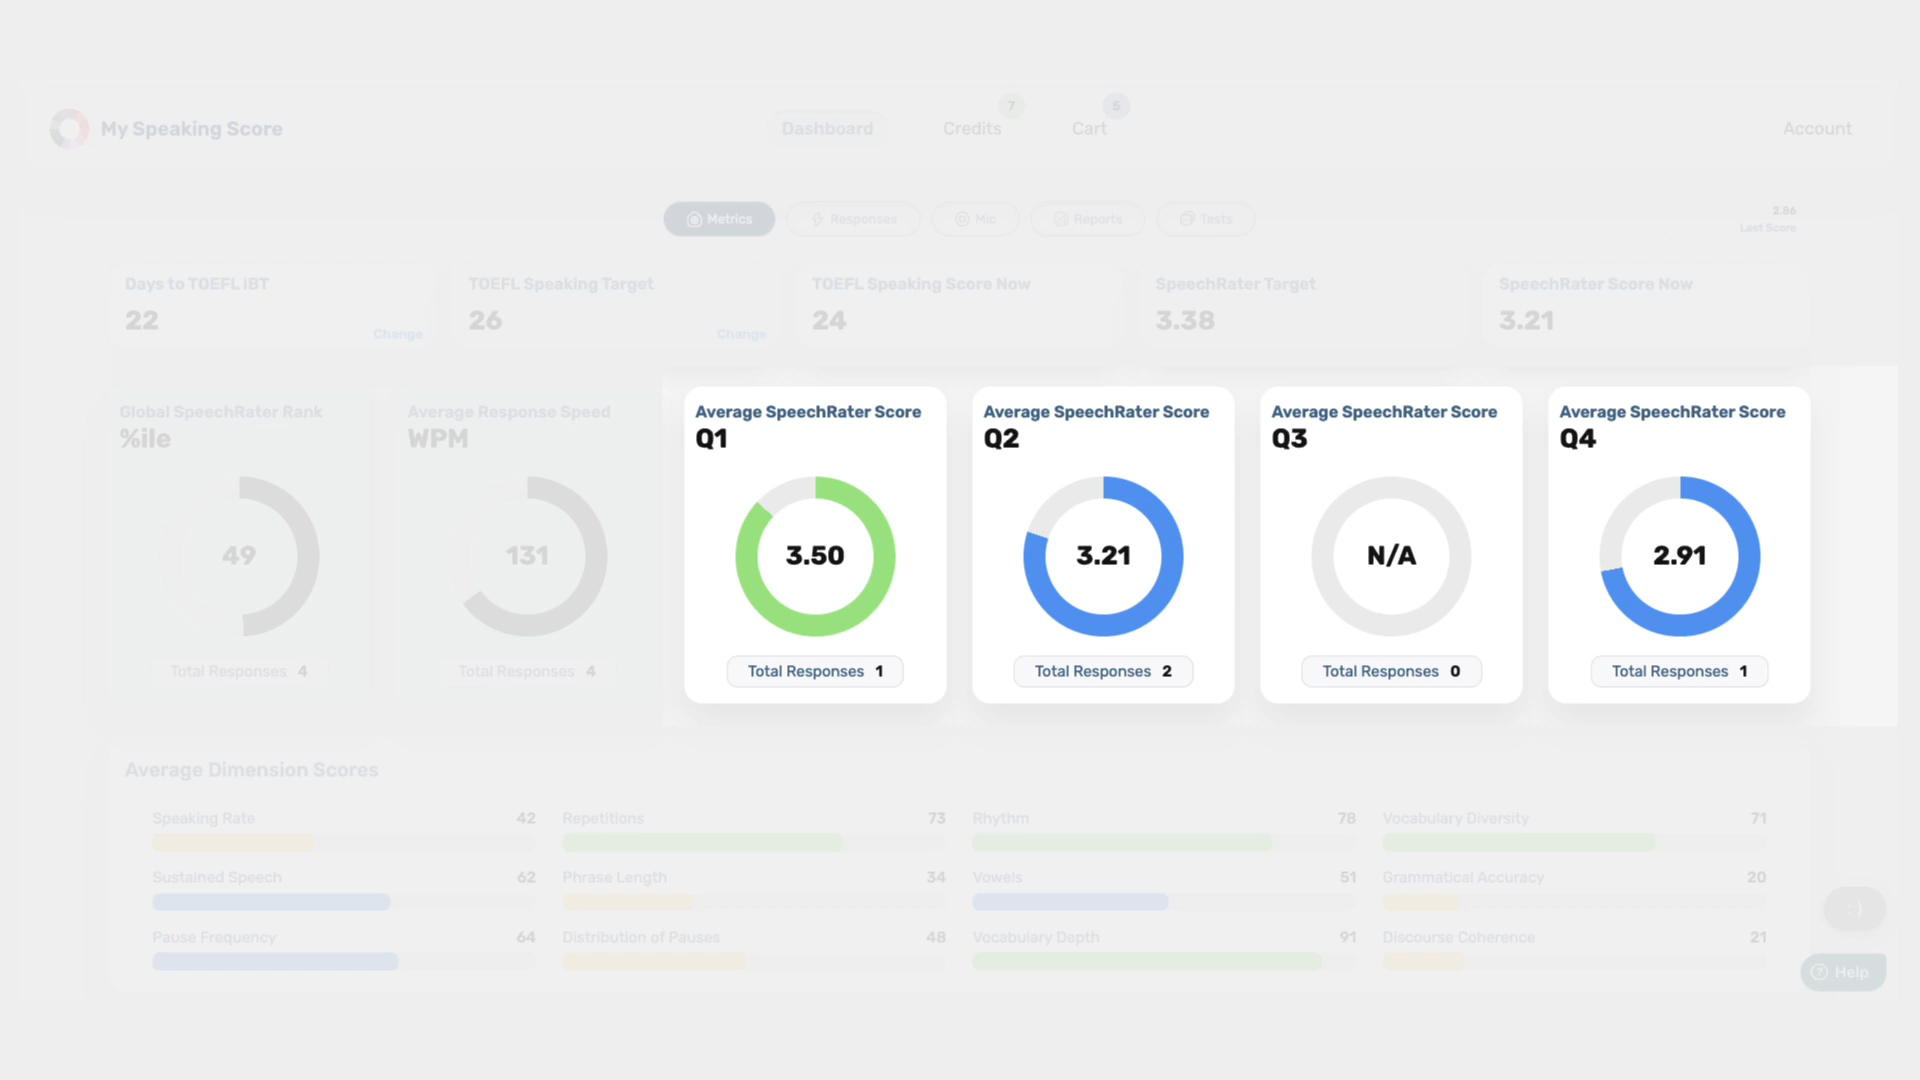 My Speaking Score
Dashboard
Credits
7
Cart
5
Account
Metrics
Responses
Mic
Reports
Tests
2.86
Last Score
Days to TOEFL iBT
22
Change
TOEFL Speaking Target
26
Change
TOEFL Speaking Score Now
24
SpeechRater Target
3.38
SpeechRater Score Now
3.21
Global SpeechRater Rank
%ile
49
Total Responses 4
Average Response Speed
WPM
131
Total Responses 4
Average SpeechRater Score
Q1
3.50
Total Responses 1
Average SpeechRater Score
Q2
3.21
Total Responses 2
Average SpeechRater Score
Q3
N/A
Total Responses 0
Average SpeechRater Score
Q4
2.91
Total Responses 1
Average Dimension Scores
Speaking Rate 42
Repetitions 73
Rhythm 78
Vocabulary Diversity 71
Sustained Speech 62
Phrase Length 34
Vowels 51
Grammatical Accuracy 20
Pause Frequency 64
Distribution of Pauses 48
Vocabulary Depth 91
Discourse Coherence 21
:)
Help